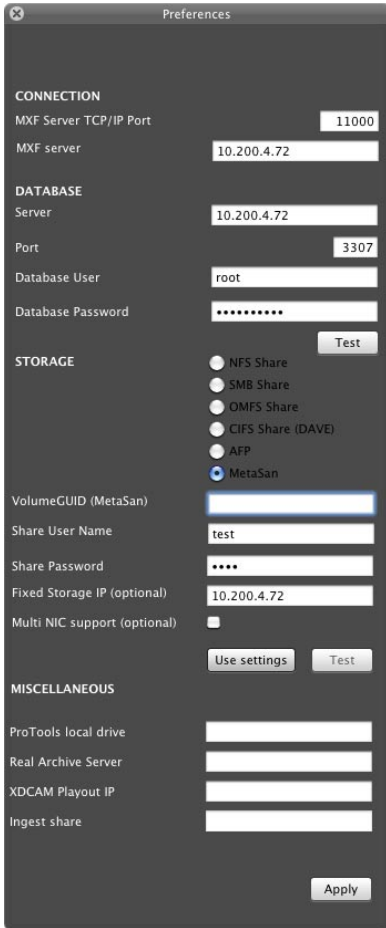 Preferences
CONNECTION
MXF Server TCP/IP Port 11000
MXF server 10.200.4.72
DATABASE
Server 10.200.4.72
Port 3307
Database User root
Database Password ••••••••••
Test
STORAGE NFS Share
SMB Share
OMFS Share
CIFS Share (DAVE)
AFP
MetaSan
VolumeGUID (MetaSan)
Share User Name test
Share Password ••••
Fixed Storage IP (optional) 10.200.4.72
Multi NIC support (optional)
Use settings Test
MISCELLANEOUS
ProTools local drive
Real Archive Server
XDCAM Playout IP
Ingest share
Apply